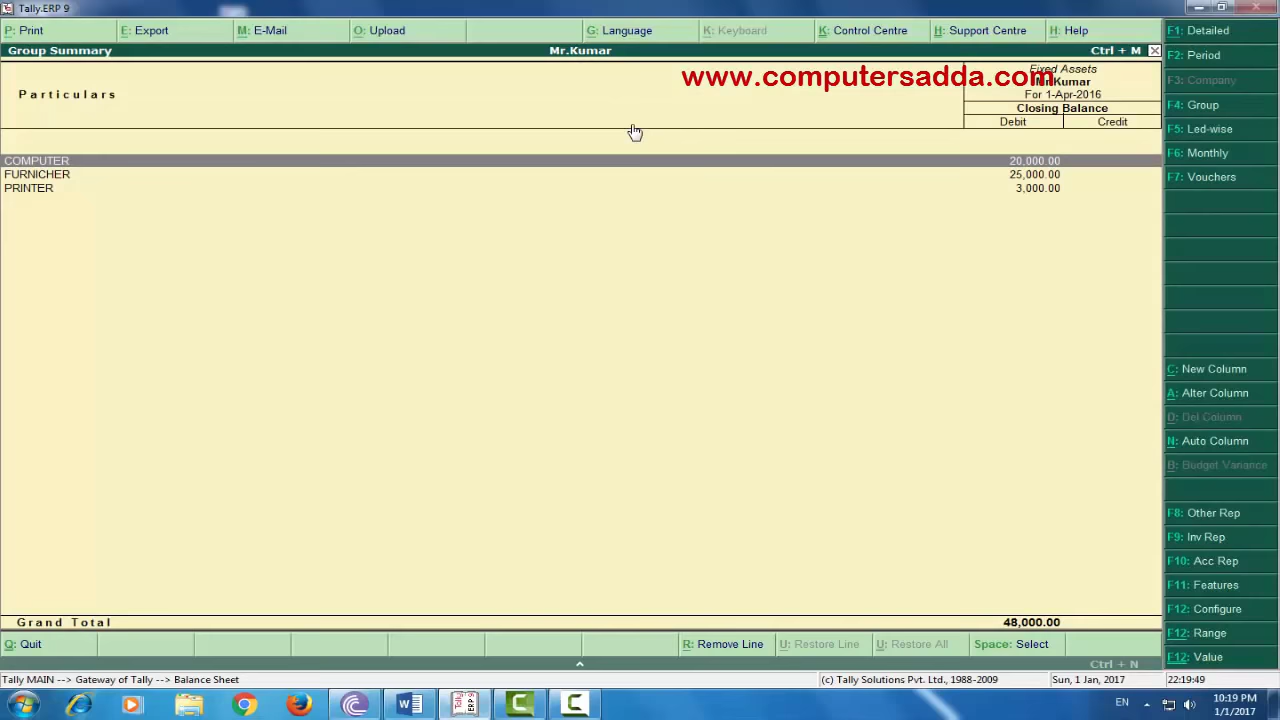 Tally.ERP 9
P: Print E: Export M: E-Mail O: Upload G: Language K: Keyboard K: Control Centre H: Support Centre H: Help
Group Summary Mr.Kumar Ctrl + M
www.computersadda.com
Fixed Assets
Mr.Kumar
For 1-Apr-2016
Particulars
Closing Balance
Debit Credit
COMPUTER 20,000.00
FURNICHER 25,000.00
PRINTER 3,000.00
Grand Total 48,000.00
F1: Detailed
F2: Period
F3: Company
F4: Group
F5: Led-wise
F6: Monthly
F7: Vouchers
C: New Column
A: Alter Column
D: Del Column
N: Auto Column
B: Budget Variance
F8: Other Rep
F9: Inv Rep
F10: Acc Rep
F11: Features
F12: Configure
F12: Range
F12: Value
Q: Quit R: Remove Line U: Restore Line U: Restore All Space: Select
Ctrl + N
Tally MAIN --> Gateway of Tally --> Balance Sheet (c) Tally Solutions Pvt. Ltd., 1988-2009 Sun, 1 Jan, 2017 22:19:49
EN 10:19 PM
1/1/2017